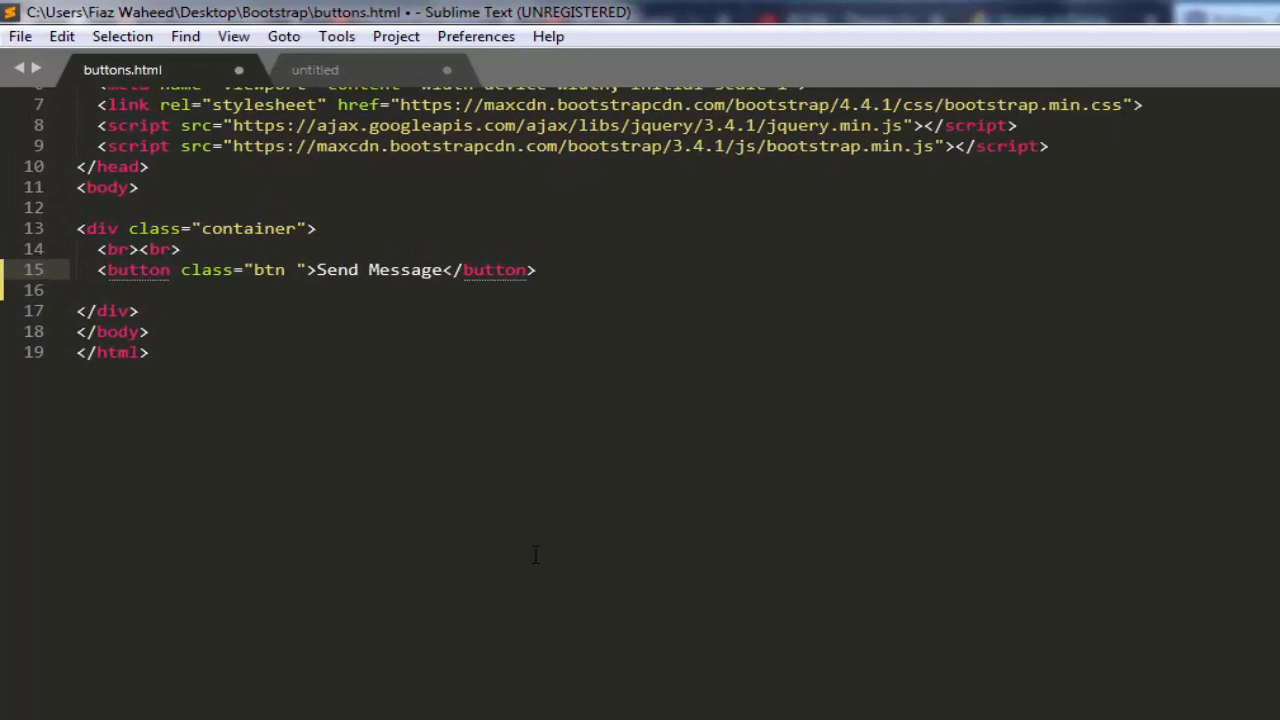 C:\Users\Fiaz Waheed\Desktop\Bootstrap\buttons.html • - Sublime Text (UNREGISTERED)
File Edit Selection Find View Goto Tools Project Preferences Help
buttons.html untitled
7 <link rel="stylesheet" href="https://maxcdn.bootstrapcdn.com/bootstrap/4.4.1/css/bootstrap.min.css">
8 <script src="https://ajax.googleapis.com/ajax/libs/jquery/3.4.1/jquery.min.js"></script>
9 <script src="https://maxcdn.bootstrapcdn.com/bootstrap/3.4.1/js/bootstrap.min.js"></script>
10 </head>
11 <body>
12
13 <div class="container">
14 <br><br>
15 <button class="btn ">Send Message</button>
16
17 </div>
18 </body>
19 </html>